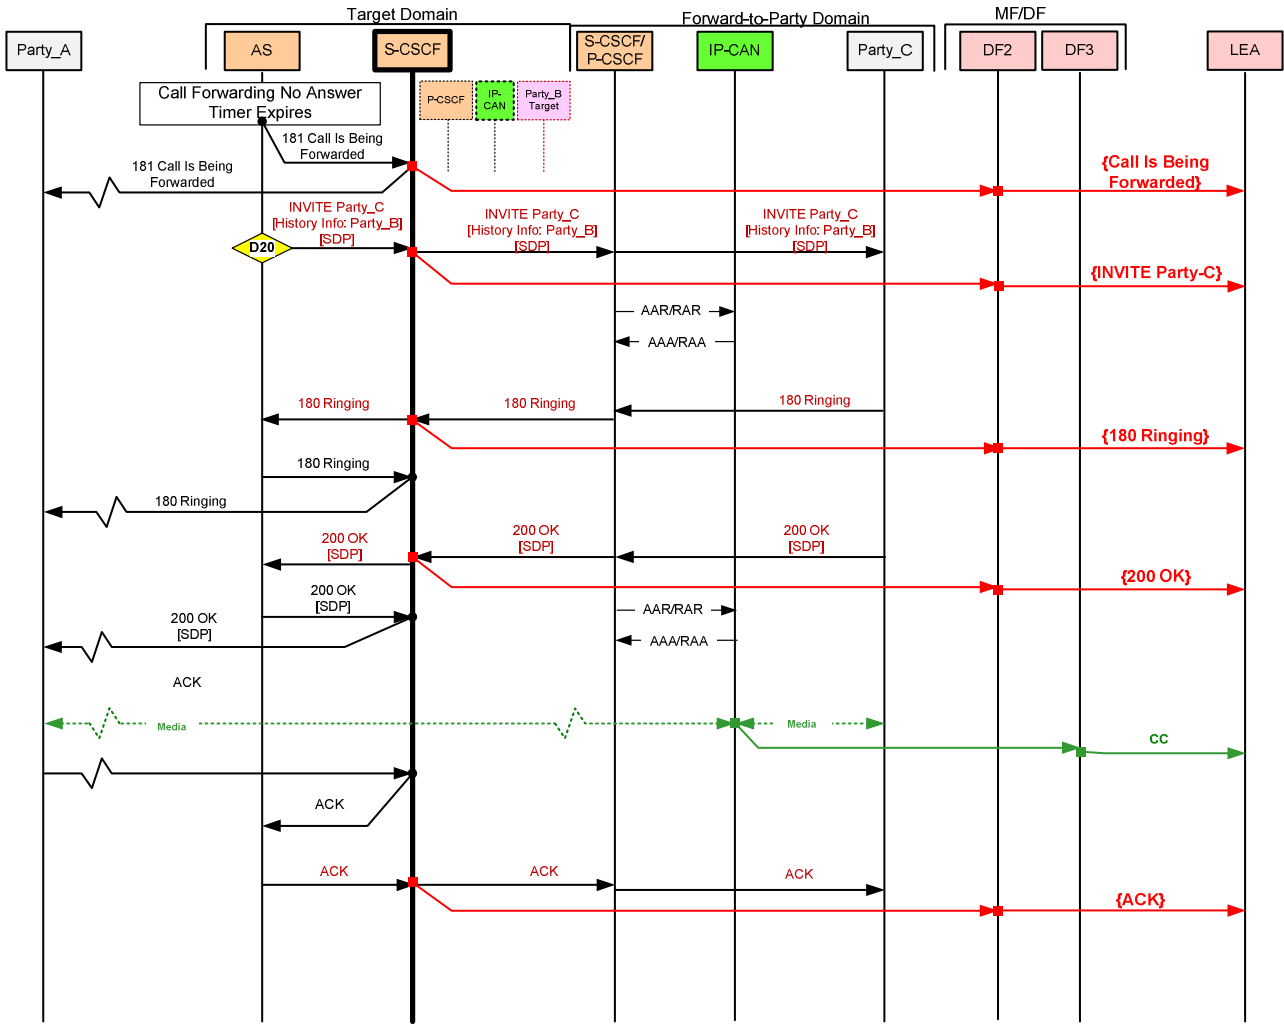 Target Domain
Forward-to-Party Domain
MF/DF
Party_A
AS
S-CSCF
S-CSCF/
P-CSCF
IP-CAN
Party_C
DF2
DF3
LEA
Call Forwarding No Answer
Timer Expires
P-CSCF
IP-
CAN
Party_B
Target
181 Call Is Being
Forwarded
181 Call Is Being
Forwarded
{Call Is Being
Forwarded}
INVITE Party_C
[History Info: Party_B]
[SDP]
INVITE Party_C
[History Info: Party_B]
[SDP]
INVITE Party_C
[History Info: Party_B]
[SDP]
D20
{INVITE Party-C}
AAR/RAR
AAA/RAA
180 Ringing
180 Ringing
180 Ringing
{180 Ringing}
180 Ringing
180 Ringing
200 OK
[SDP]
200 OK
[SDP]
200 OK
[SDP]
{200 OK}
200 OK
[SDP]
200 OK
[SDP]
AAR/RAR
AAA/RAA
ACK
Media
Media
CC
ACK
ACK
ACK
ACK
{ACK}